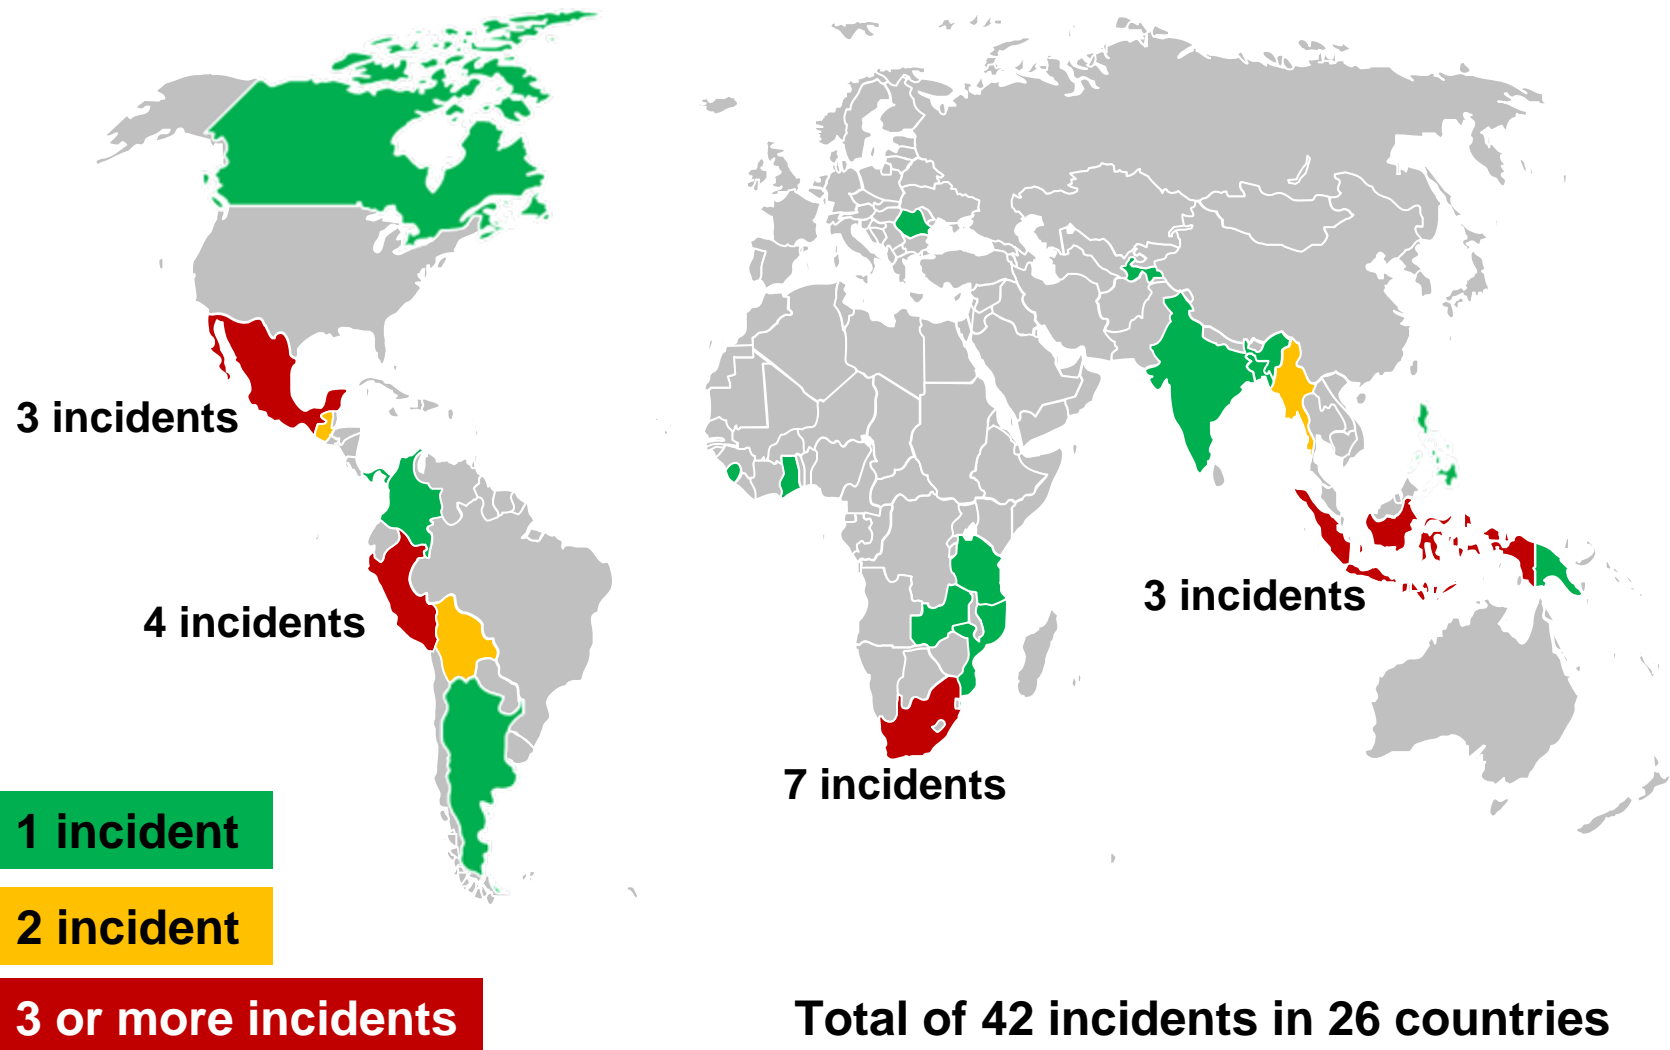 3 incidents
4 incidents
3 incidents
7 incidents
1 incident
2 incident
3 or more incidents
Total of 42 incidents in 26 countries